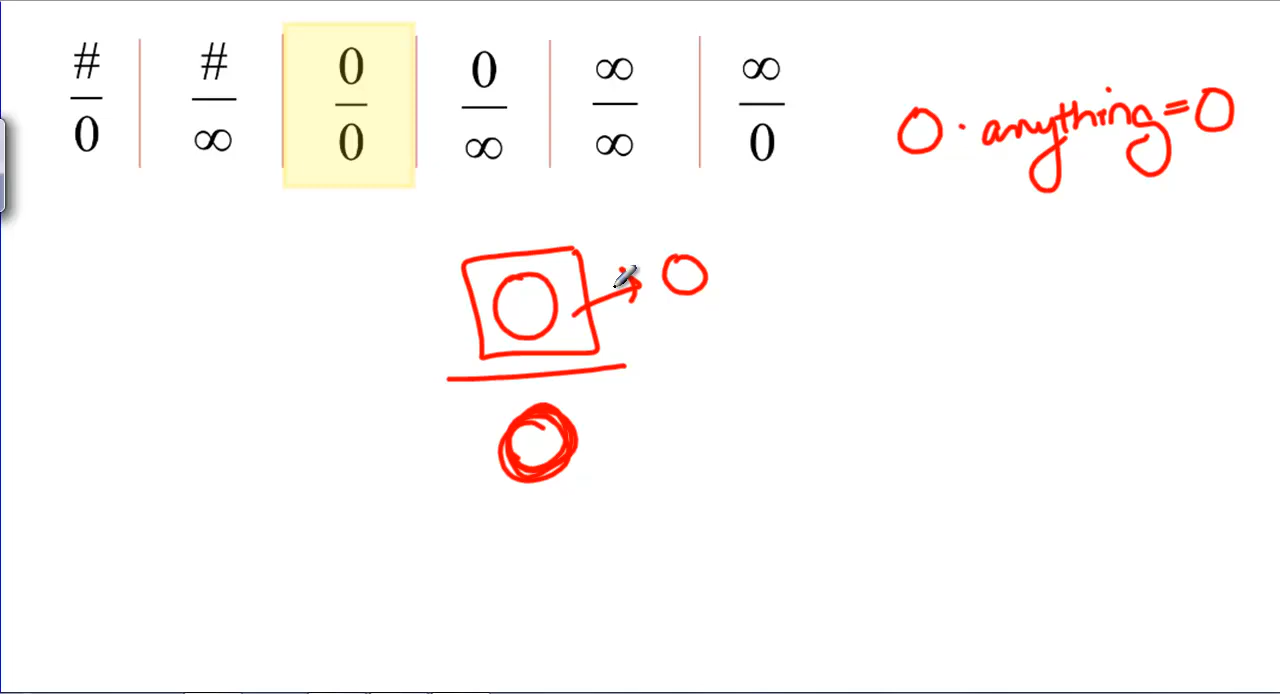 # # 0 0 ∞ ∞
0 ∞ 0 ∞ ∞ 0
0 · anything = 0
0 0
0